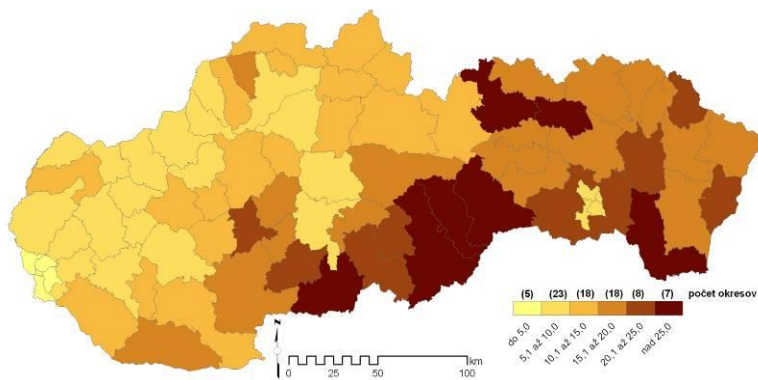 (5) (23) (18) (18) (8) (7) počet okresov
do 5,0
5,1 až 10,0
10,1 až 15,0
15,1 až 20,0
20,1 až 25,0
nad 25,0
N
km
0 25 50 100